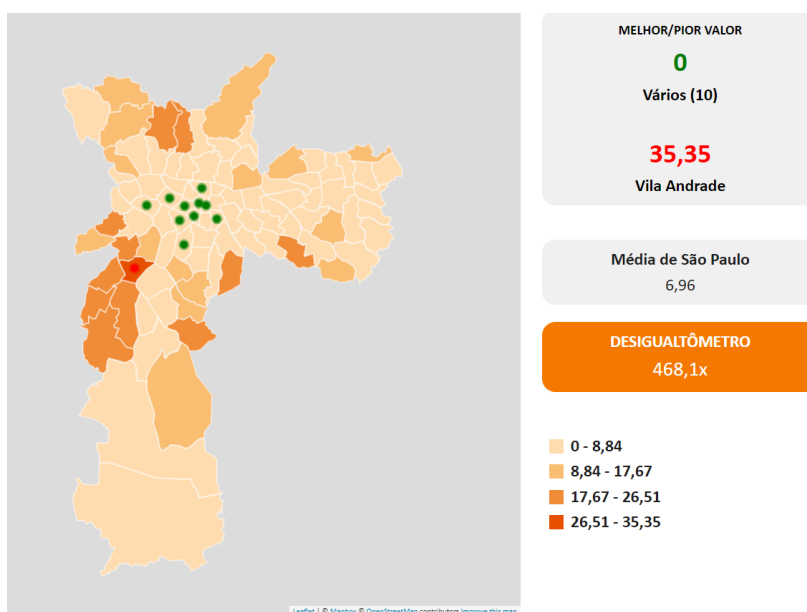 MELHOR/PIOR VALOR
0
Vários (10)
35,35
Vila Andrade
Média de São Paulo
6,96
DESIGUALTÔMETRO
468,1x
0 - 8,84
8,84 - 17,67
17,67 - 26,51
26,51 - 35,35
Leaflet | © Mapbox © OpenStreetMap contributors Improve this map